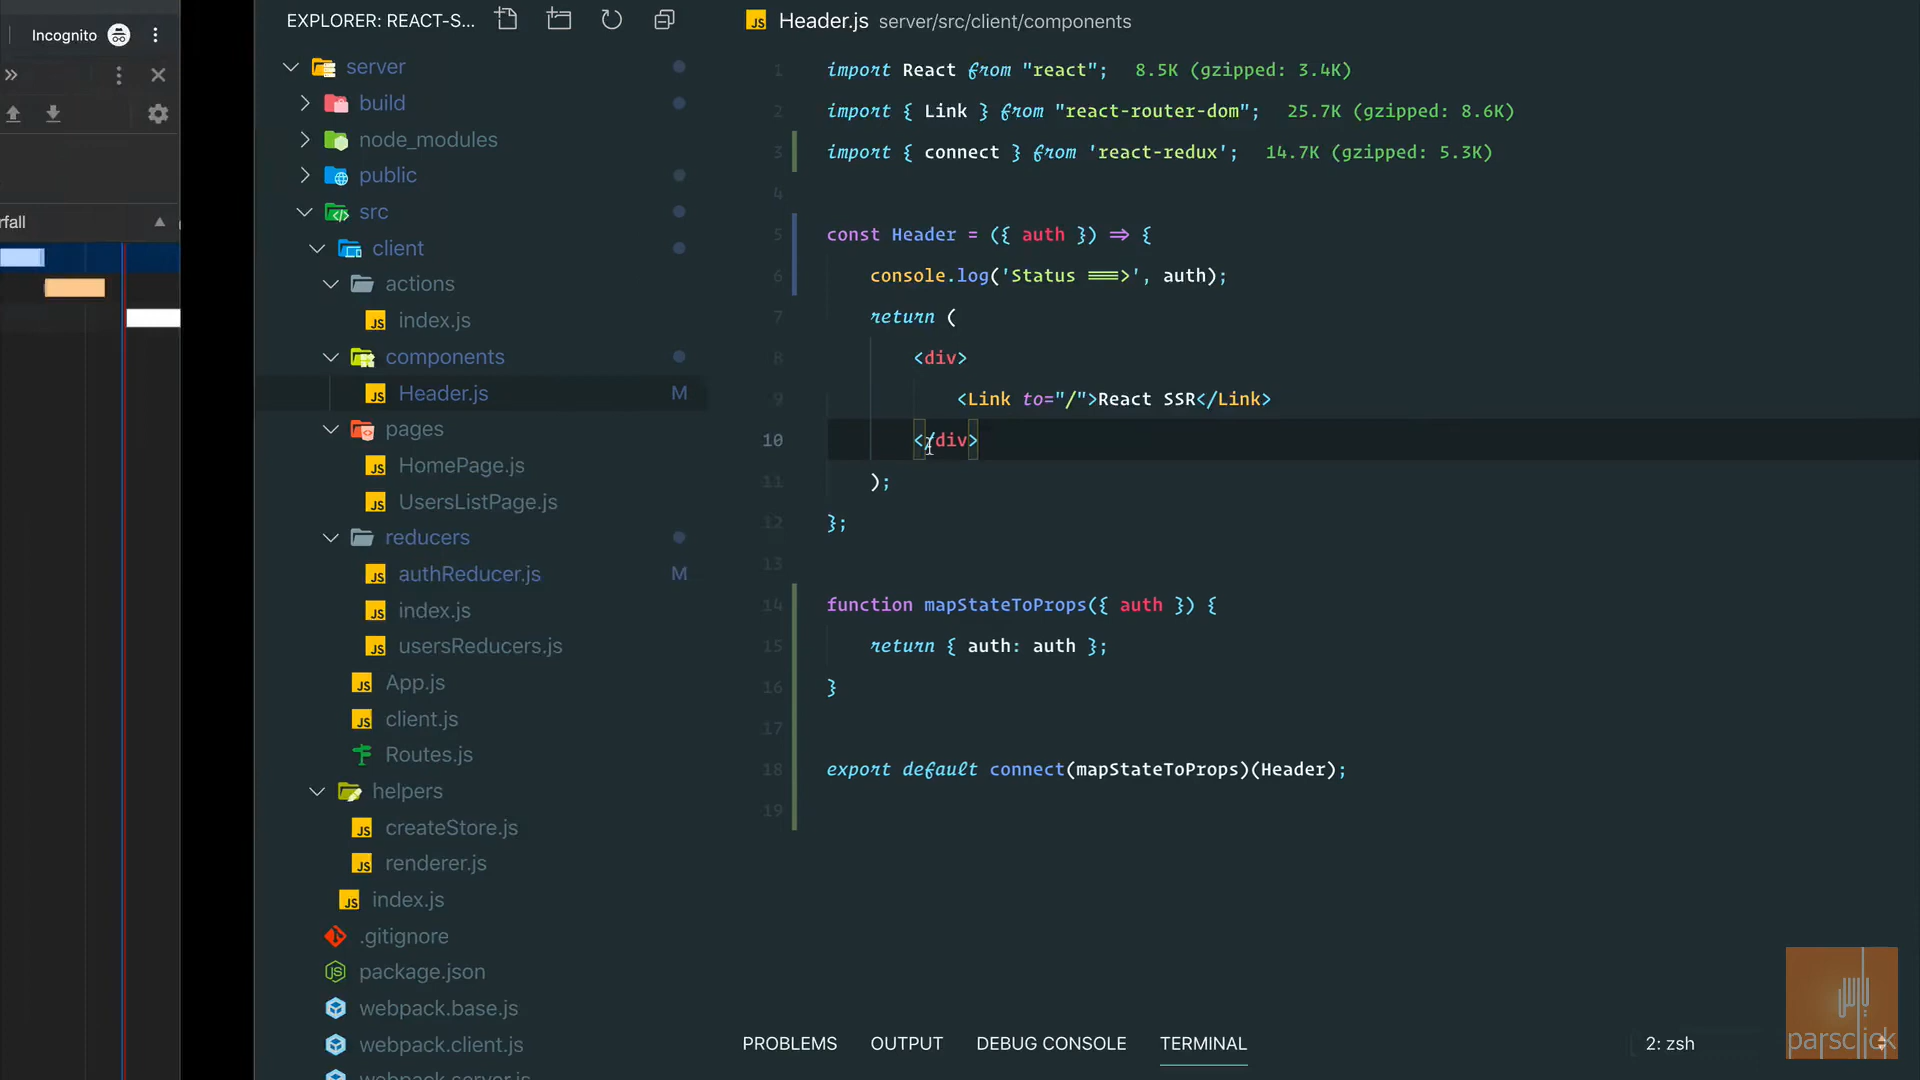 Incognito
rfall
EXPLORER: REACT-S...
server
build
node_modules
public
src
client
actions
index.js
components
Header.js M
pages
HomePage.js
UsersListPage.js
reducers
authReducer.js M
index.js
usersReducers.js
App.js
client.js
Routes.js
helpers
createStore.js
renderer.js
index.js
.gitignore
package.json
webpack.base.js
webpack.client.js
webpack.server.js
Header.js server/src/client/components
1 import React from "react"; 8.5K (gzipped: 3.4K)
2 import { Link } from "react-router-dom"; 25.7K (gzipped: 8.6K)
3 import { connect } from 'react-redux'; 14.7K (gzipped: 5.3K)
4
5 const Header = ({ auth }) => {
6 console.log('Status ===>', auth);
7 return (
8 <div>
9 <Link to="/">React SSR</Link>
10 </div>
11 );
12 };
13
14 function mapStateToProps({ auth }) {
15 return { auth: auth };
16 }
17
18 export default connect(mapStateToProps)(Header);
19
PROBLEMS OUTPUT DEBUG CONSOLE TERMINAL 2: zsh
parsclick